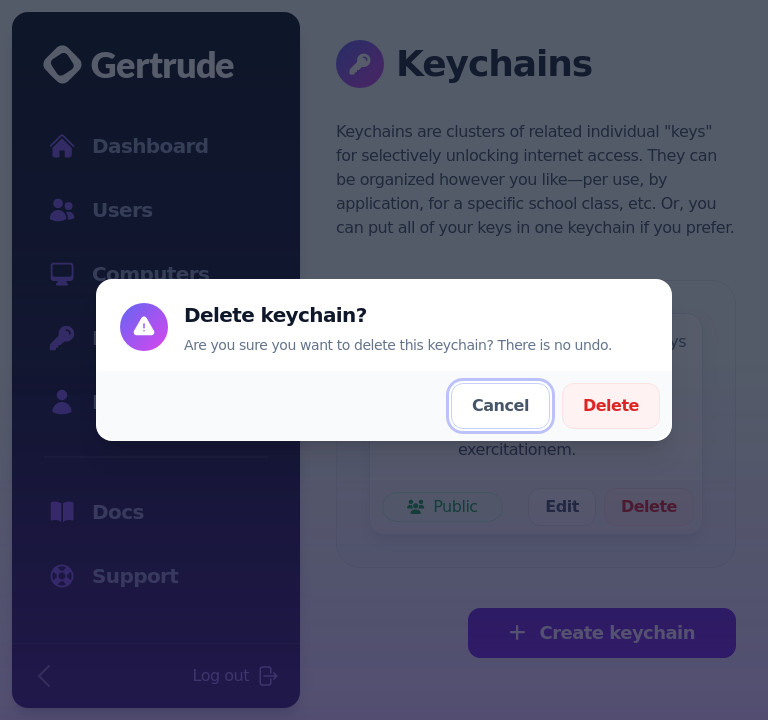 Gertrude
Dashboard
Users
Computers
Docs
Support
Log out
Keychains
Keychains are clusters of related individual "keys"
for selectively unlocking internet access. They can
be organized however you like—per use, by
application, for a specific school class, etc. Or, you
can put all of your keys in one keychain if you prefer.
Delete keychain?
Are you sure you want to delete this keychain? There is no undo.
Cancel
Delete
exercitationem.
Public
Edit
Delete
Create keychain